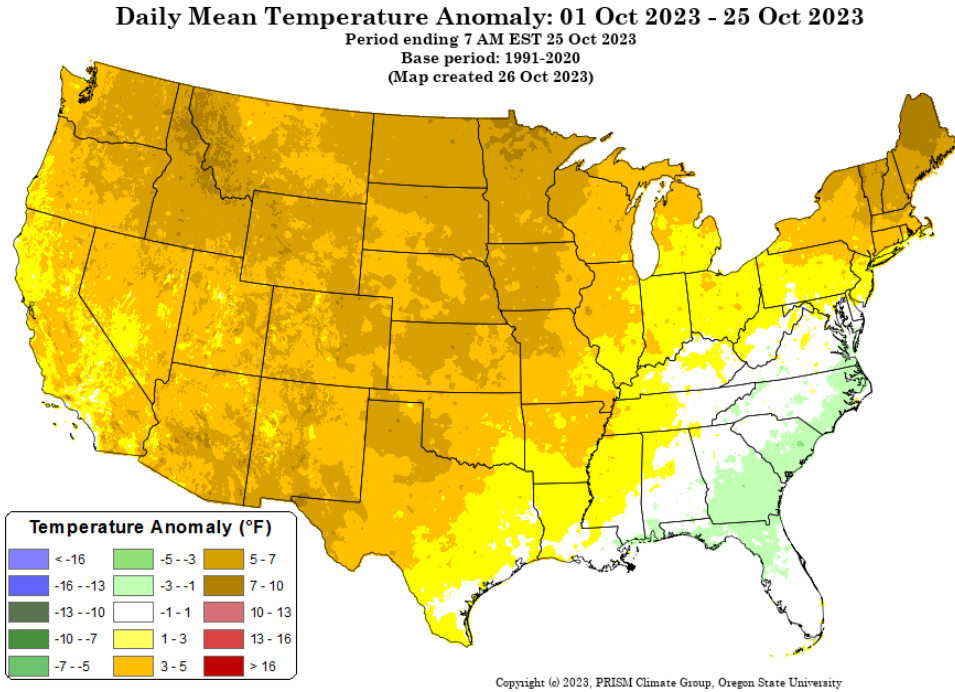 Daily Mean Temperature Anomaly: 01 Oct 2023 - 25 Oct 2023
Period ending 7 AM EST 25 Oct 2023
Base period: 1991-2020
(Map created 26 Oct 2023)
Temperature Anomaly (°F)
< -16
-16 - -13
-13 - -10
-10 - -7
-7 - -5
-5 - -3
-3 - -1
-1 - 1
1 - 3
3 - 5
5 - 7
7 - 10
10 - 13
13 - 16
> 16
Copyright (c) 2023, PRISM Climate Group, Oregon State University